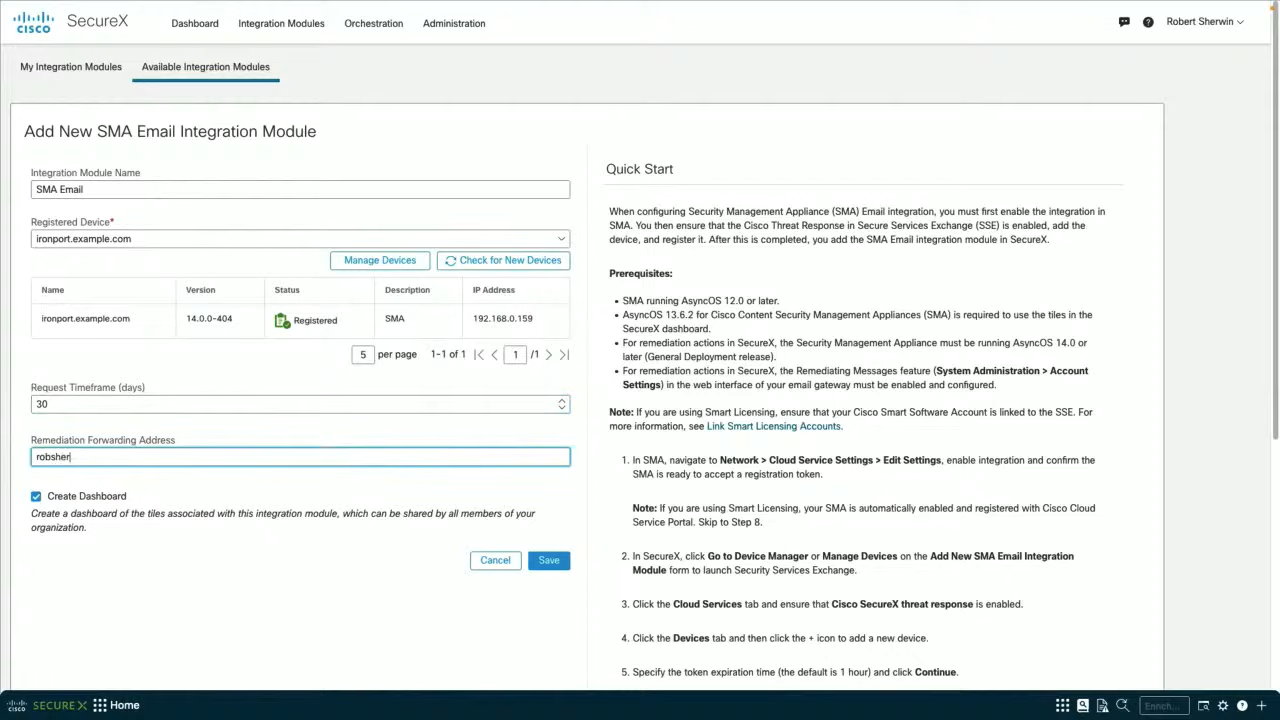 CISCO
SecureX
Dashboard
Integration Modules
Orchestration
Administration
Robert Sherwin
My Integration Modules
Available Integration Modules
Add New SMA Email Integration Module
Integration Module Name
SMA Email
Registered Device*
ironport.example.com
Manage Devices
Check for New Devices
Name Version Status Description IP Address
ironport.example.com 14.0.0-404 Registered SMA 192.168.0.159
5 per page 1-1 of 1 1 /1
Request Timeframe (days)
30
Remediation Forwarding Address
robsher
Create Dashboard
Create a dashboard of the tiles associated with this integration module, which can be shared by all members of your
organization.
Cancel
Save
Quick Start
When configuring Security Management Appliance (SMA) Email integration, you must first enable the integration in
SMA. You then ensure that the Cisco Threat Response in Secure Services Exchange (SSE) is enabled, add the
device, and register it. After this is completed, you add the SMA Email integration module in SecureX.
Prerequisites:
• SMA running AsyncOS 12.0 or later.
• AsyncOS 13.6.2 for Cisco Content Security Management Appliances (SMA) is required to use the tiles in the
SecureX dashboard.
• For remediation actions in SecureX, the Security Management Appliance must be running AsyncOS 14.0 or
later (General Deployment release).
• For remediation actions in SecureX, the Remediating Messages feature (System Administration > Account
Settings) in the web interface of your email gateway must be enabled and configured.
Note: If you are using Smart Licensing, ensure that your Cisco Smart Software Account is linked to the SSE. For
more information, see Link Smart Licensing Accounts.
1. In SMA, navigate to Network > Cloud Service Settings > Edit Settings, enable integration and confirm the
SMA is ready to accept a registration token.
Note: If you are using Smart Licensing, your SMA is automatically enabled and registered with Cisco Cloud
Service Portal. Skip to Step 8.
2. In SecureX, click Go to Device Manager or Manage Devices on the Add New SMA Email Integration
Module form to launch Security Services Exchange.
3. Click the Cloud Services tab and ensure that Cisco SecureX threat response is enabled.
4. Click the Devices tab and then click the + icon to add a new device.
5. Specify the token expiration time (the default is 1 hour) and click Continue.
CISCO SECUREX Home
Enrich...